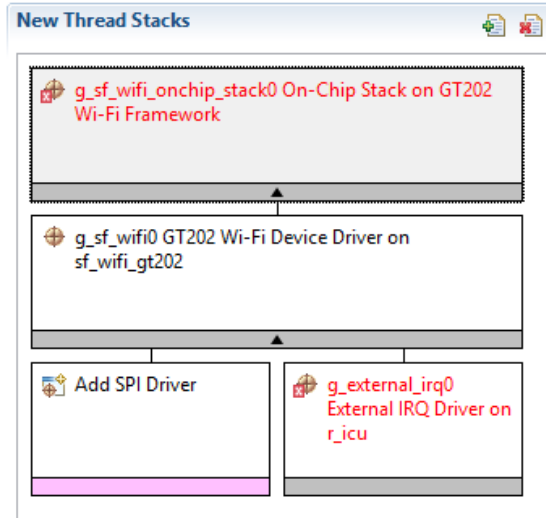 New Thread Stacks
g_sf_wifi_onchip_stack0 On-Chip Stack on GT202
Wi-Fi Framework
g_sf_wifi0 GT202 Wi-Fi Device Driver on
sf_wifi_gt202
Add SPI Driver
g_external_irq0
External IRQ Driver on
r_icu